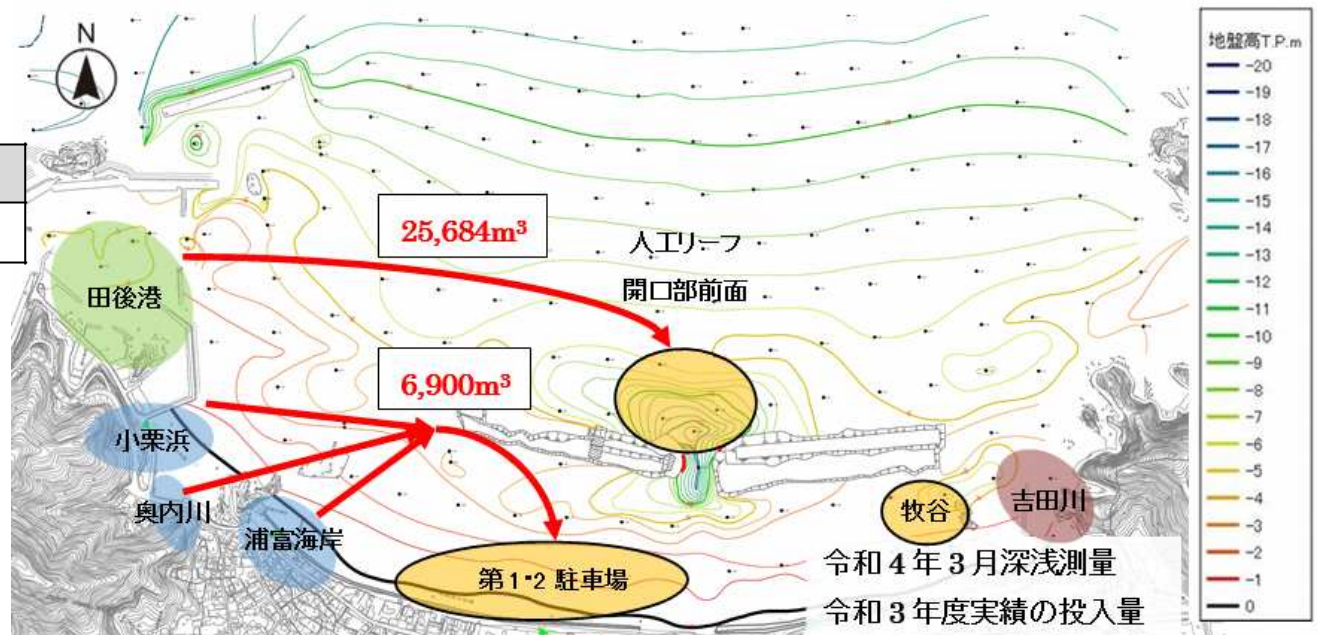 N
25,684m³
人工リーフ
開口部前面
田後港
6,900m³
小栗浜
奥内川
浦富海岸
第1・2 駐車場
牧谷
吉田川
令和4年3月深浅測量
令和3年度実績の投入量
地盤高T.P.m
-20
-19
-18
-17
-16
-15
-14
-13
-12
-11
-10
-9
-8
-7
-6
-5
-4
-3
-2
-1
0